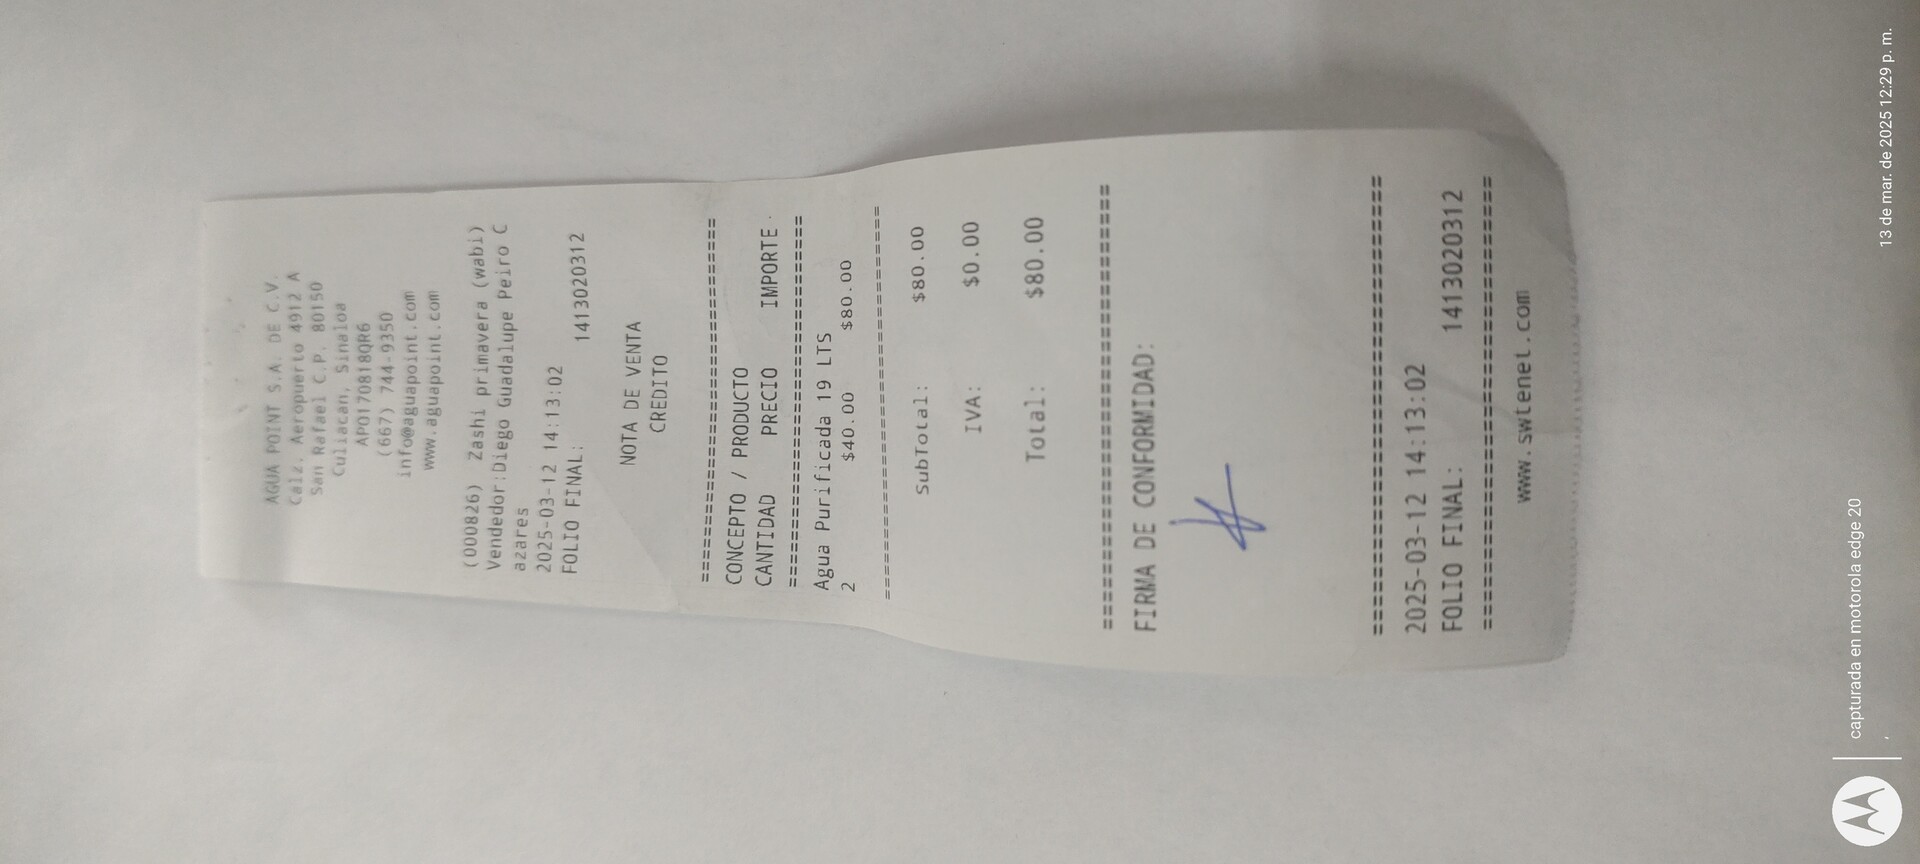 AGUA POINT S.A. DE C.V.
Calz. Aeropuerto 4912 A
San Rafael C.P. 80150
Culiacan, Sinaloa
APO170818QR6
(667) 744-9350
info@aguapoint.com
www.aguapoint.com
(000826) Zashi primavera (wabi)
Vendedor:Diego Guadalupe Peiro C
azares
2025-03-12 14:13:02
FOLIO FINAL: 1413020312
NOTA DE VENTA
CREDITO
================================
CONCEPTO / PRODUCTO
CANTIDAD PRECIO IMPORTE
================================
Agua Purificada 19 LTS
2 $40.00 $80.00
================================
SubTotal: $80.00
IVA: $0.00
Total: $80.00
================================
FIRMA DE CONFORMIDAD:
================================
2025-03-12 14:13:02
FOLIO FINAL: 1413020312
================================
www.swtenet.com
capturada en motorola edge 20
13 de mar. de 2025 12:29 p. m.